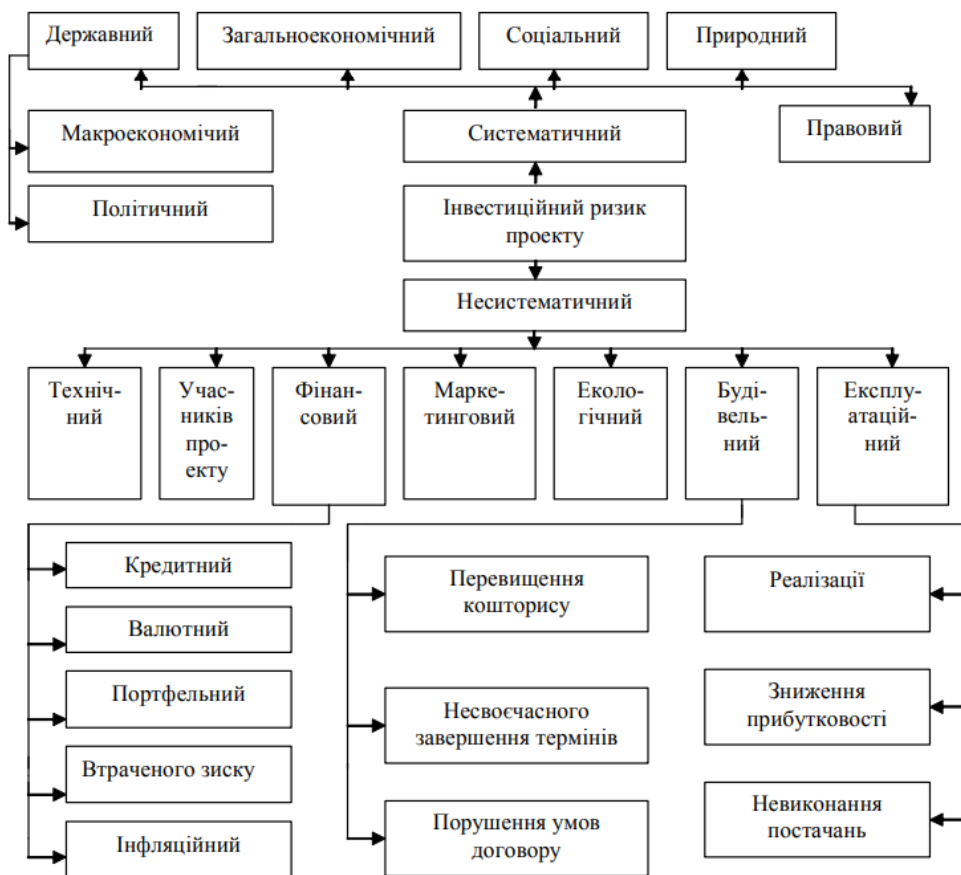 Державний
Загальноекономічний
Соціальний
Природний
Макроекономічий
Систематичний
Правовий
Політичний
Інвестиційний ризик
проекту
Несистематичний
Техніч-
ний
Учас-
ників
про-
екту
Фінан-
совий
Марке-
тинговий
Еколо-
гічний
Буді-
вель-
ний
Експлу-
атацій-
ний
Кредитний
Валютний
Портфельний
Втраченого зиску
Інфляційний
Перевищення
кошторису
Несвоєчасного
завершення термінів
Порушення умов
договору
Реалізації
Зниження
прибутковості
Невиконання
постачань